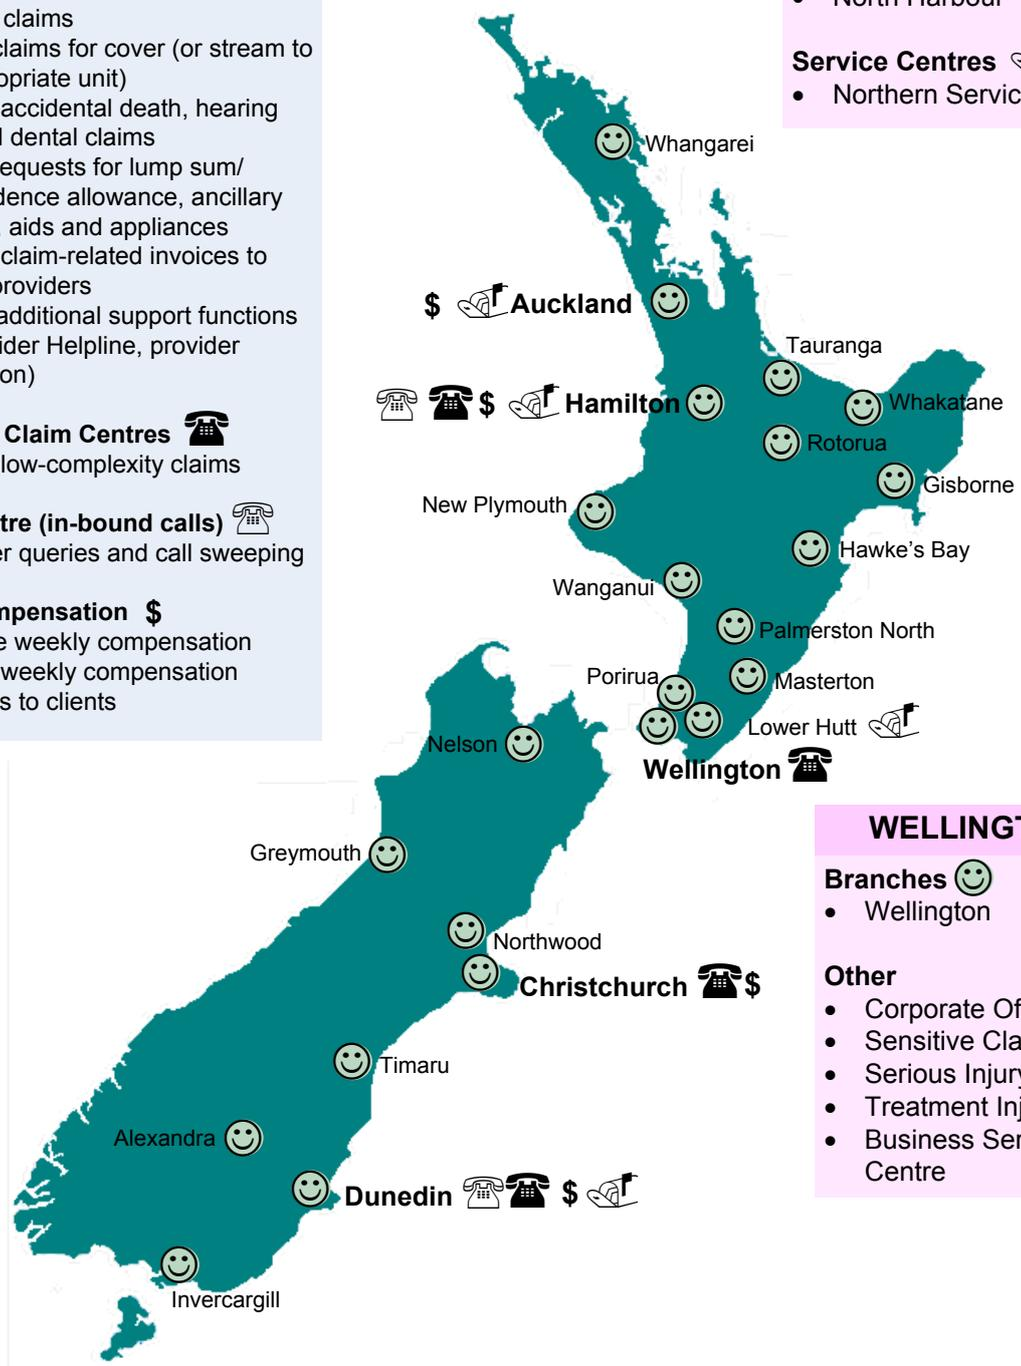 claims
claims for cover (or stream to
opriate unit)
accidental death, hearing
dental claims
equests for lump sum/
dence allowance, ancillary
aids and appliances
claim-related invoices to
providers
additional support functions
ider Helpline, provider
on)
Claim Centres
low-complexity claims
tre (in-bound calls)
er queries and call sweeping
mpensation $
e weekly compensation
weekly compensation
s to clients
North Harbour
Service Centres
• Northern Servic
Whangarei
$ Auckland
Tauranga
$ Hamilton
Whakatane
Rotorua
Gisborne
New Plymouth
Hawke’s Bay
Wanganui
Palmerston North
Porirua
Masterton
Lower Hutt
Wellington
Nelson
Greymouth
Northwood
Christchurch $
Timaru
Alexandra
Dunedin $
Invercargill
WELLINGT
Branches
• Wellington
Other
• Corporate Of
• Sensitive Cla
• Serious Injury
• Treatment Inj
• Business Ser
Centre